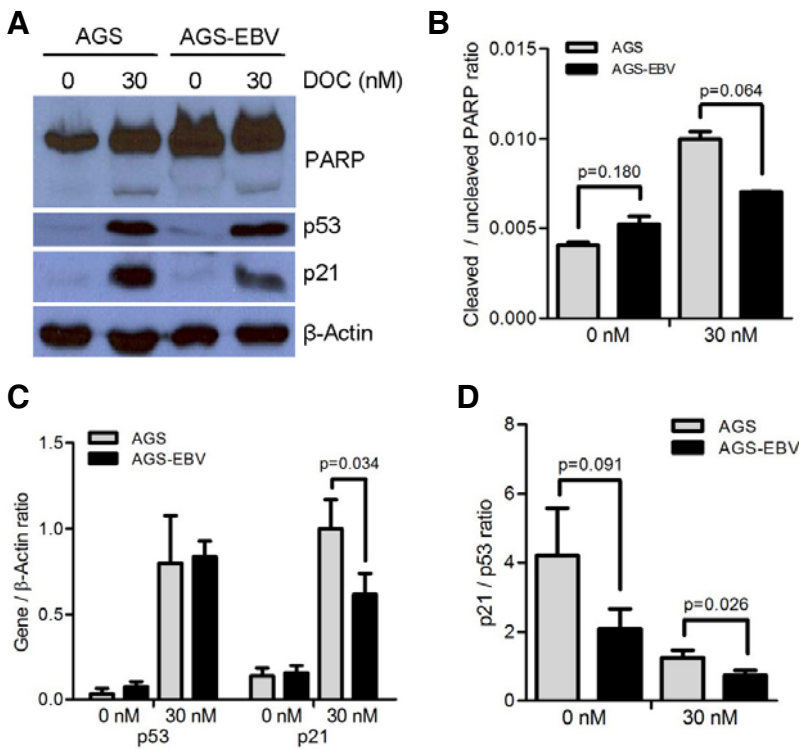 A
AGS AGS-EBV
0 30 0 30 DOC (nM)
PARP
p53
p21
β-Actin
B
AGS
AGS-EBV
Cleaved / uncleaved PARP ratio
0.015
0.010
0.005
0.000
p=0.180
p=0.064
0 nM 30 nM
C
AGS
AGS-EBV
Gene / β-Actin ratio
1.5
1.0
0.5
0.0
p=0.034
0 nM 30 nM 0 nM 30 nM
p53 p21
D
AGS
AGS-EBV
p21 / p53 ratio
8
6
4
2
0
p=0.091
p=0.026
0 nM 30 nM